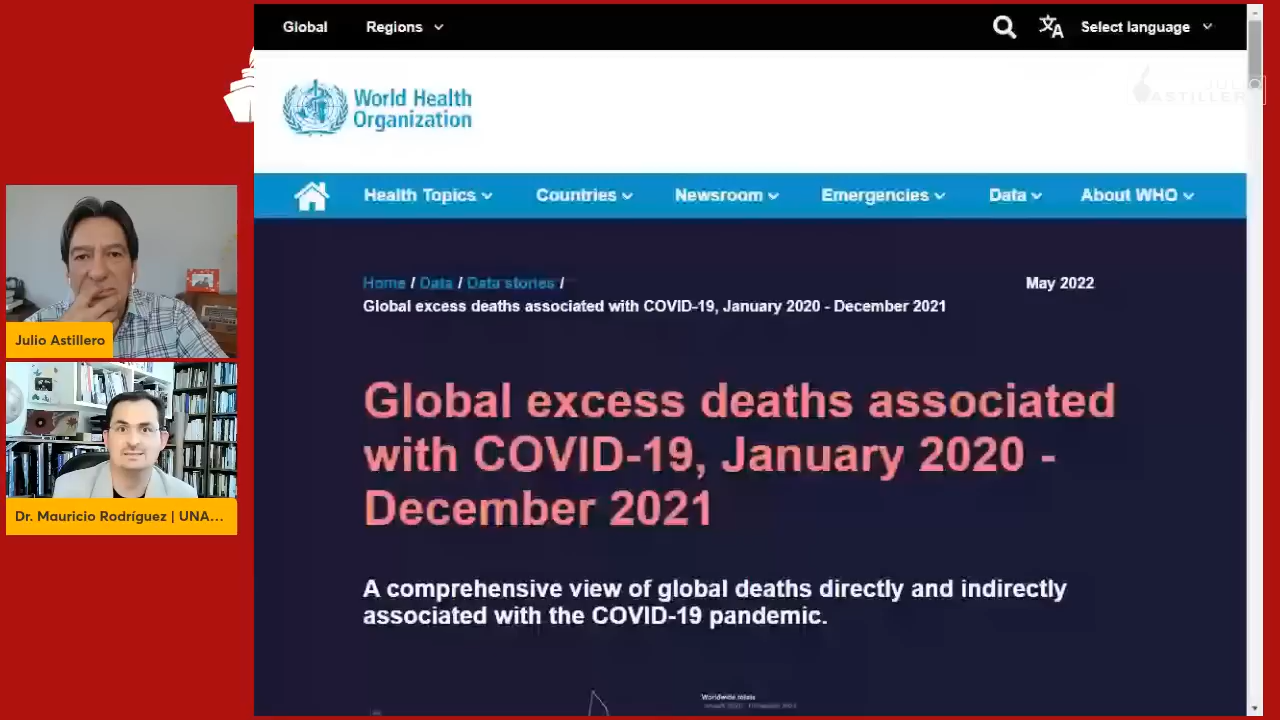 Global
Regions
Select language
World Health
Organization
JULIO
ASTILLERO
Health Topics
Countries
Newsroom
Emergencies
Data
About WHO
Home / Data / Data stories /
May 2022
Global excess deaths associated with COVID-19, January 2020 - December 2021
Global excess deaths associated
with COVID-19, January 2020 -
December 2021
A comprehensive view of global deaths directly and indirectly
associated with the COVID-19 pandemic.
Julio Astillero
Dr. Mauricio Rodríguez | UNA...